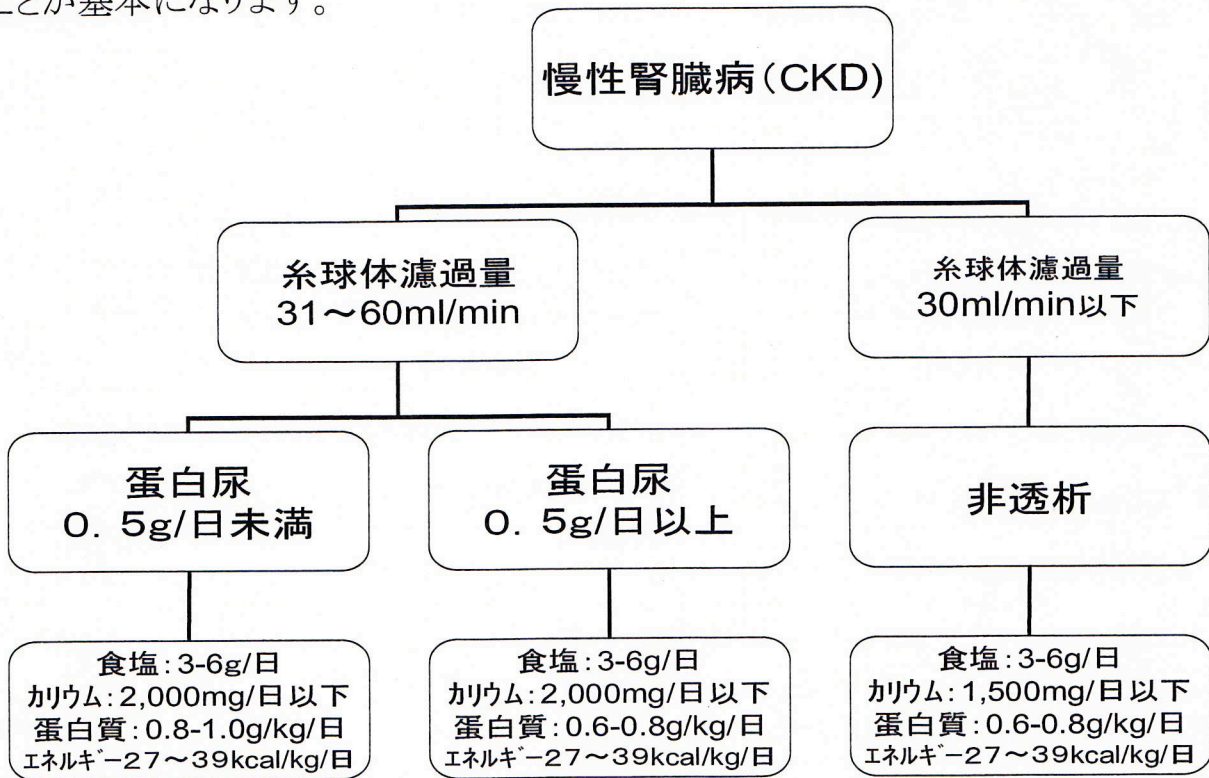 ことが基本になります。
慢性腎臓病(CKD)
糸球体濾過量
31~60ml/min
糸球体濾過量
30ml/min以下
蛋白尿
0. 5g/日未満
蛋白尿
0. 5g/日以上
非透析
食塩:3-6g/日
カリウム:2,000mg/日以下
蛋白質:0.8-1.0g/kg/日
エネルギー27~39kcal/kg/日
食塩:3-6g/日
カリウム:2,000mg/日以下
蛋白質:0.6-0.8g/kg/日
エネルギー27~39kcal/kg/日
食塩:3-6g/日
カリウム:1,500mg/日以下
蛋白質:0.6-0.8g/kg/日
エネルギー27~39kcal/kg/日